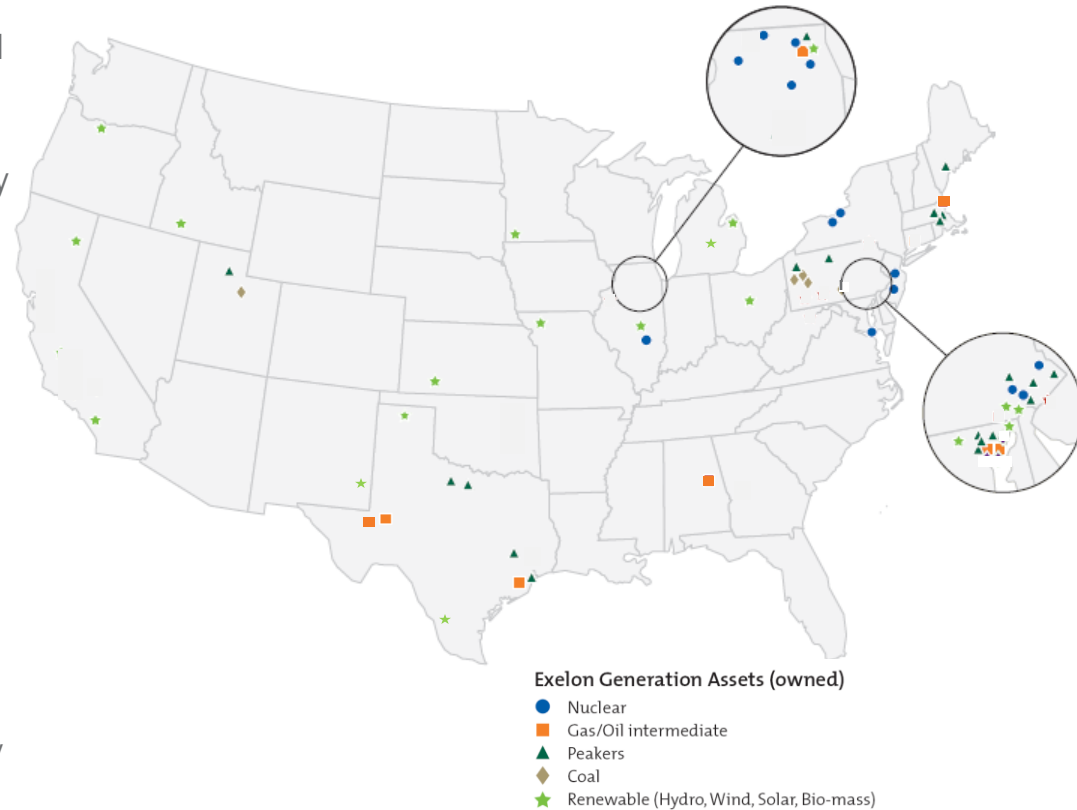 Exelon Generation Assets (owned)
Nuclear
Gas/Oil intermediate
Peakers
Coal
Renewable (Hydro, Wind, Solar, Bio-mass)